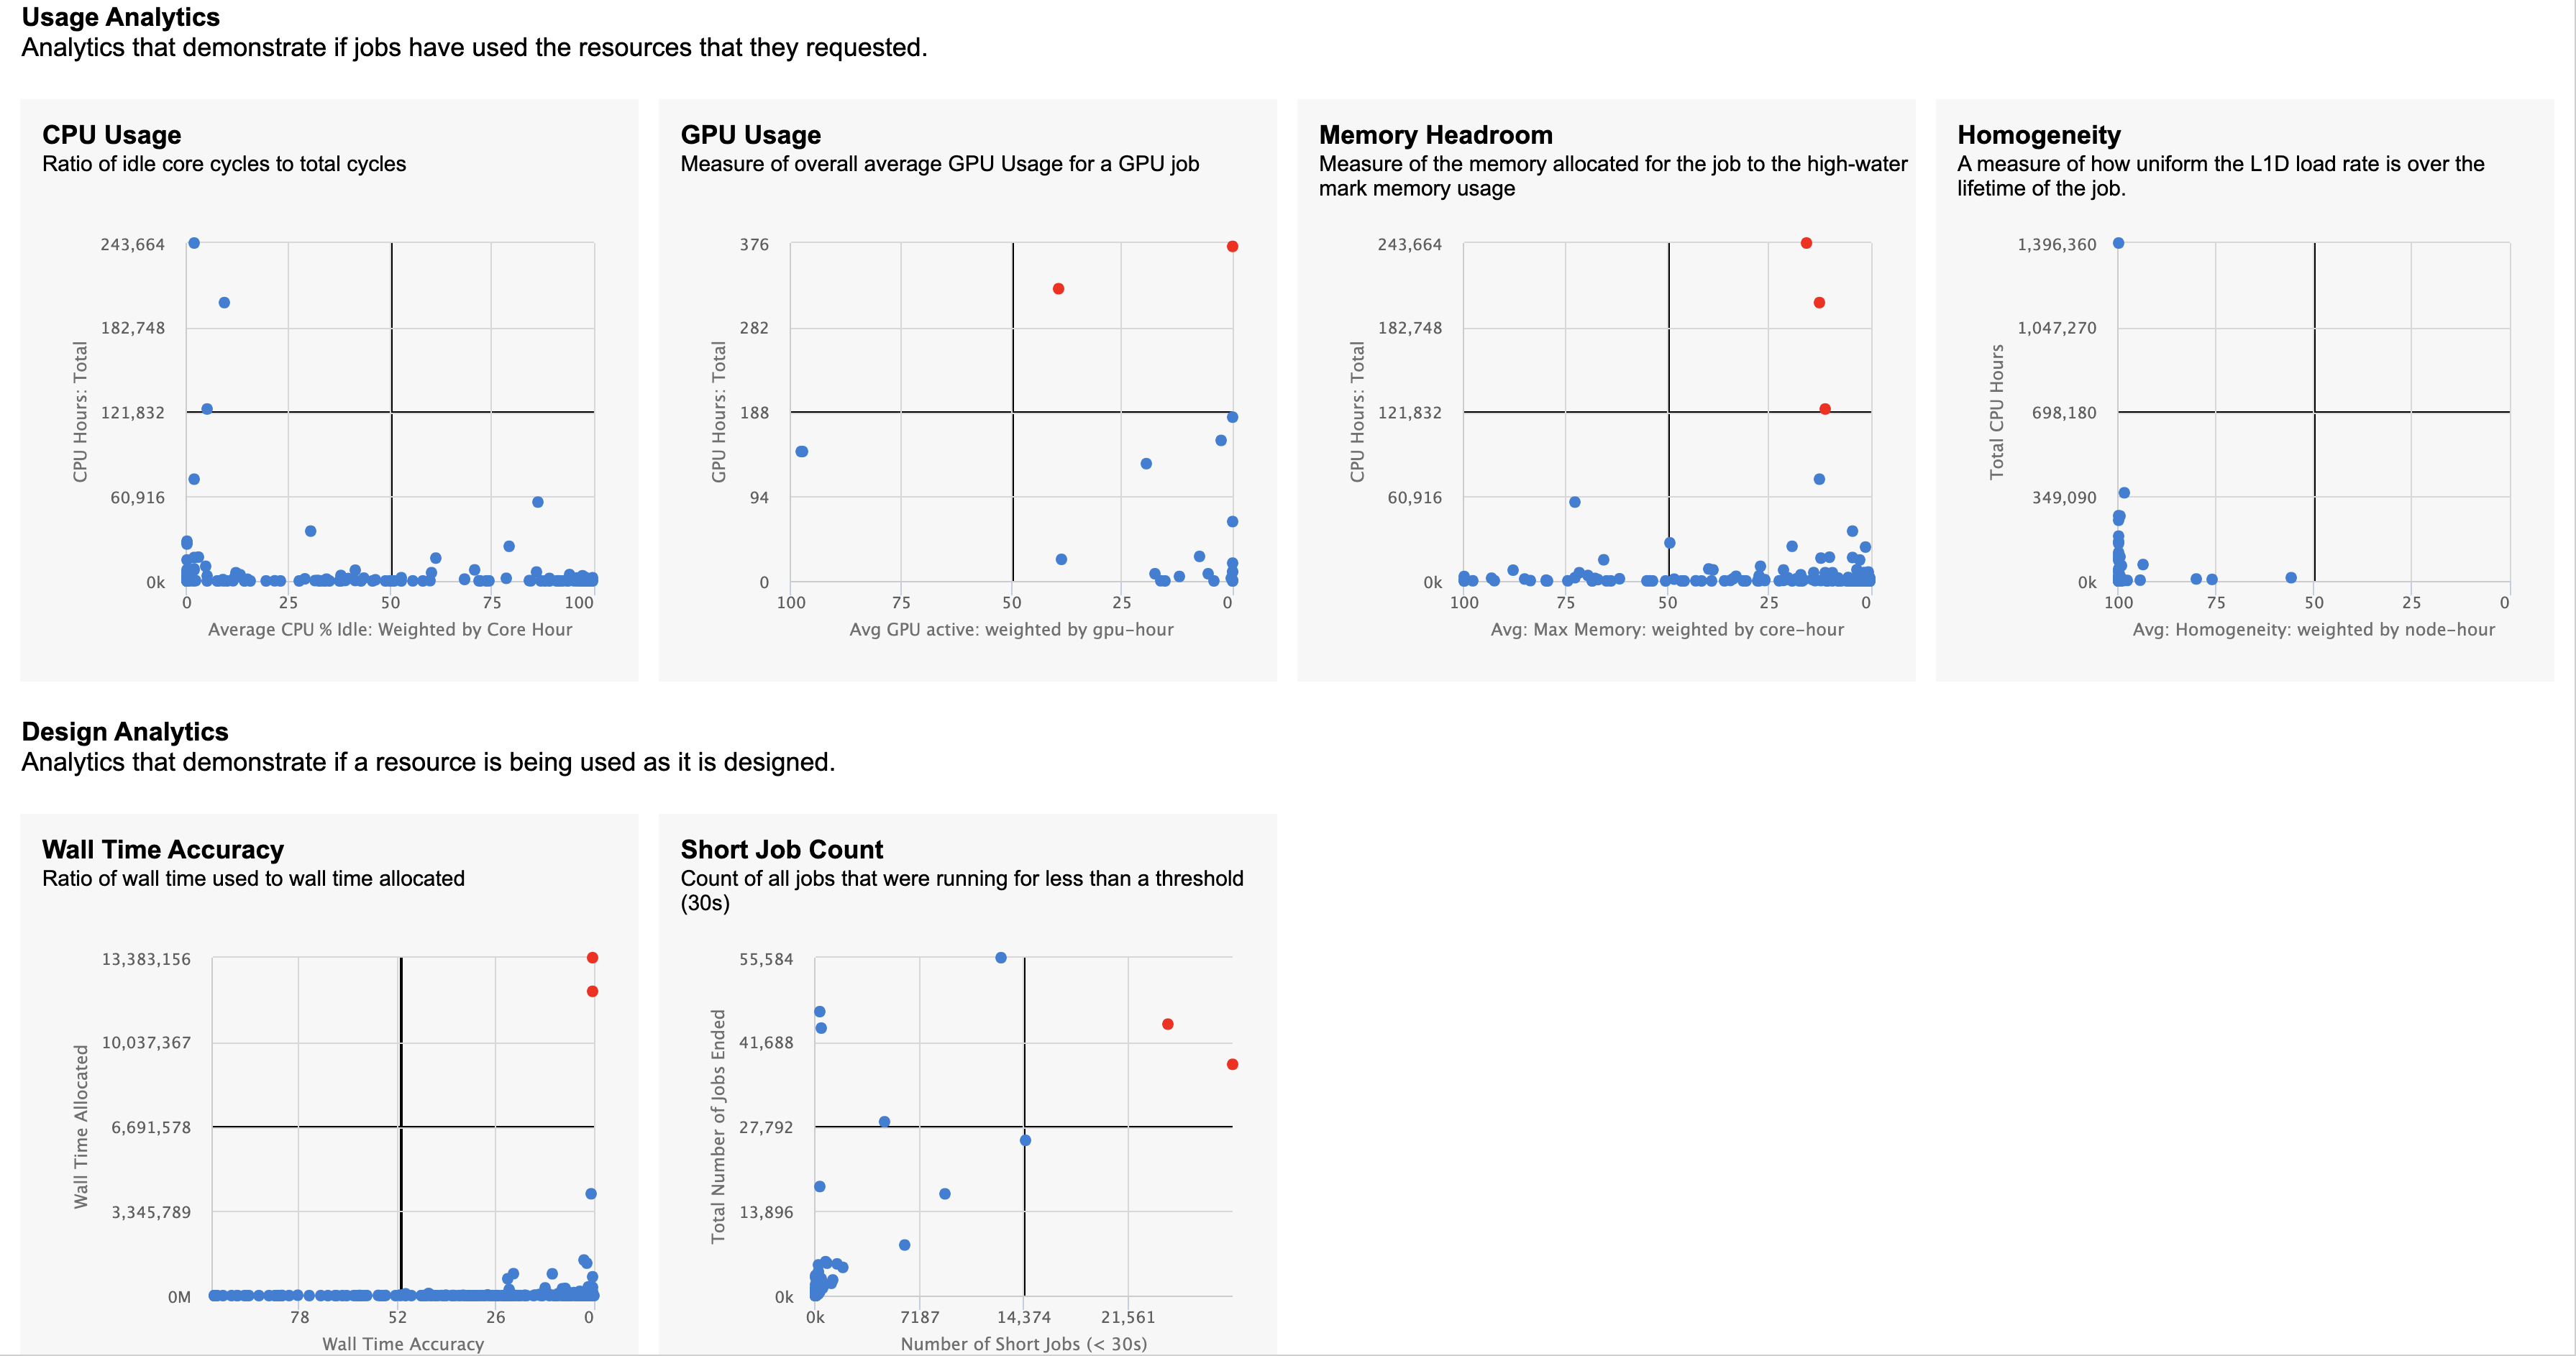 Usage Analytics
Analytics that demonstrate if jobs have used the resources that they requested.
CPU Usage
Ratio of idle core cycles to total cycles
243,664
182,748
121,832
60,916
0k
CPU Hours: Total
0 25 50 75 100
Average CPU % Idle: Weighted by Core Hour
GPU Usage
Measure of overall average GPU Usage for a GPU job
376
282
188
94
0
GPU Hours: Total
100 75 50 25 0
Avg GPU active: weighted by gpu-hour
Memory Headroom
Measure of the memory allocated for the job to the high-water
mark memory usage
243,664
182,748
121,832
60,916
0k
CPU Hours: Total
100 75 50 25 0
Avg: Max Memory: weighted by core-hour
Homogeneity
A measure of how uniform the L1D load rate is over the
lifetime of the job.
1,396,360
1,047,270
698,180
349,090
0k
Total CPU Hours
100 75 50 25 0
Avg: Homogeneity: weighted by node-hour
Design Analytics
Analytics that demonstrate if a resource is being used as it is designed.
Wall Time Accuracy
Ratio of wall time used to wall time allocated
13,383,156
10,037,367
6,691,578
3,345,789
0M
Wall Time Allocated
78 52 26 0
Wall Time Accuracy
Short Job Count
Count of all jobs that were running for less than a threshold
(30s)
55,584
41,688
27,792
13,896
0k
Total Number of Jobs Ended
0k 7187 14,374 21,561
Number of Short Jobs (< 30s)